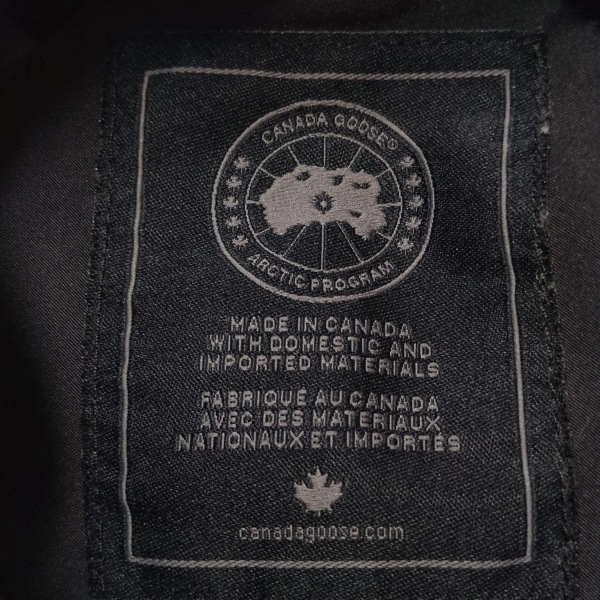 CANADA GOOSE®
ARCTIC PROGRAM
MADE IN CANADA
WITH DOMESTIC AND
IMPORTED MATERIALS
FABRIQUÉ AU CANADA
AVEC DES MATERIAUX
NATIONAUX ET IMPORTÉS
canadagoose.com